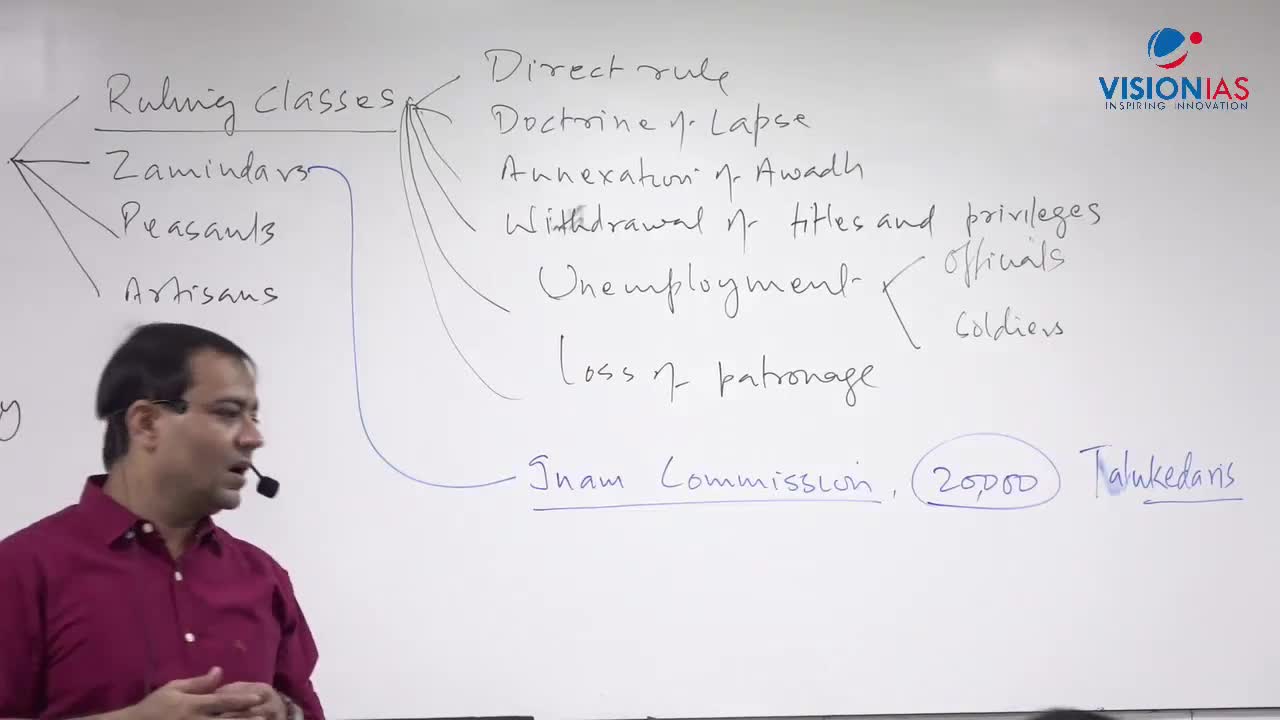 VISIONIAS
INSPIRING INNOVATION
Ruling Classes
Zamindars
Peasants
Artisans
Direct rule
Doctrine of Lapse
Annexation of Awadh
Withdrawal of titles and privileges
Unemployment
Officials
Soldiers
Loss of patronage
Inam Commission, 20,000 Talukedaris